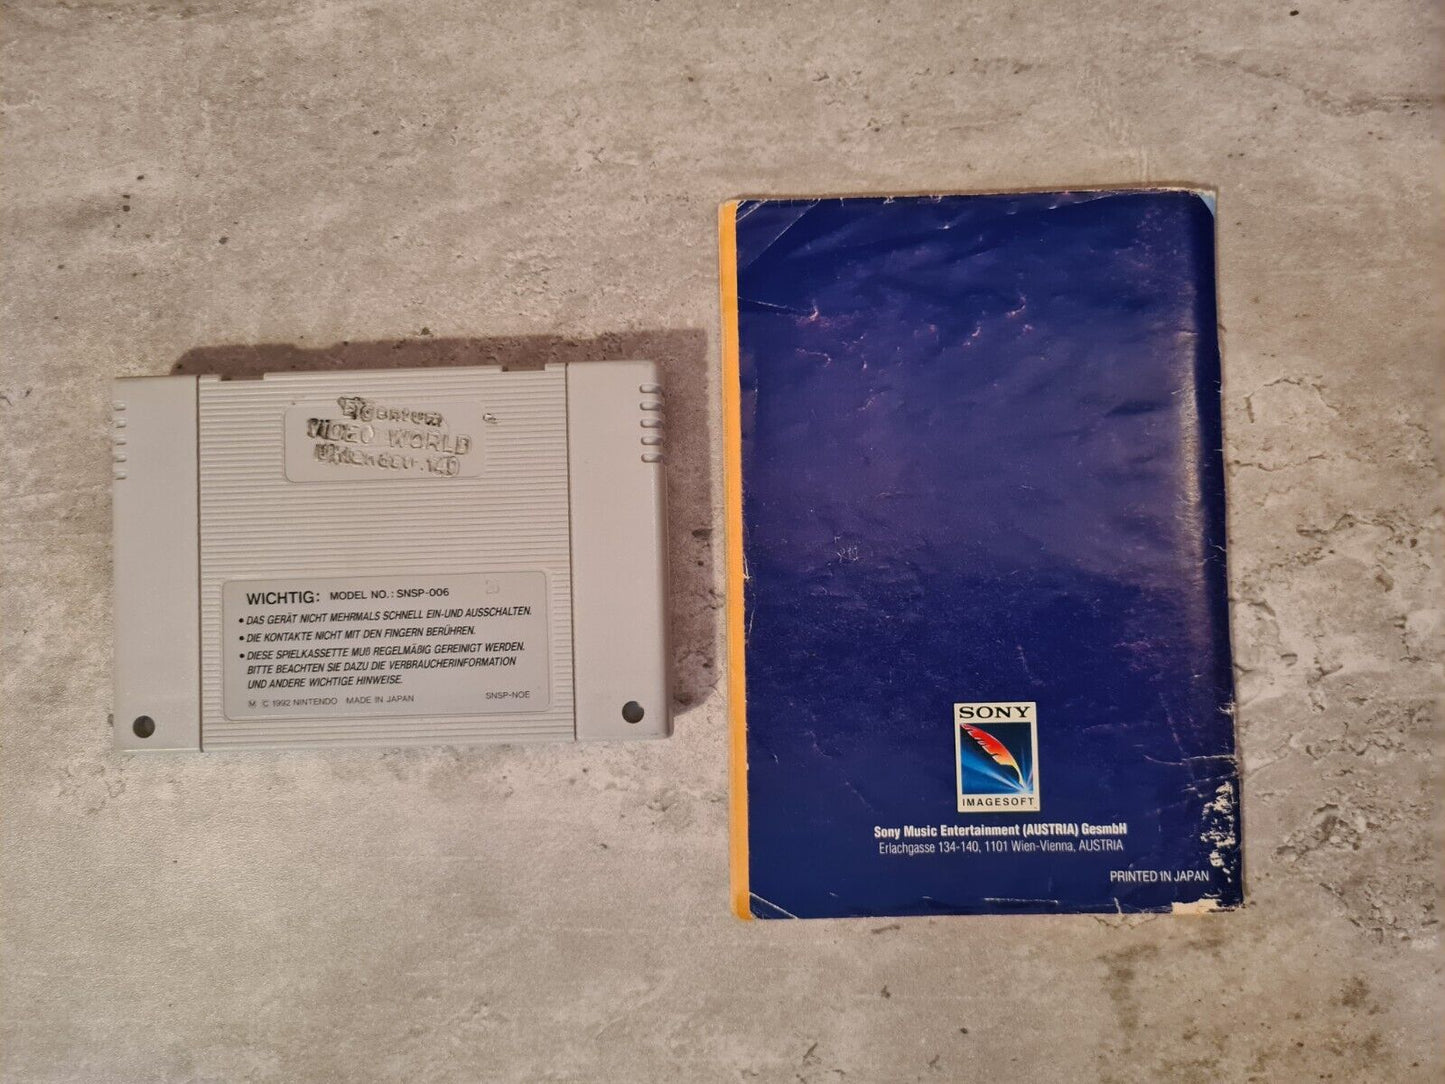 Eigentum
VIDEO WORLD
WICHTIG: MODEL NO.: SNSP-006
• DAS GERÄT NICHT MEHRMALS SCHNELL EIN-UND AUSSCHALTEN.
• DIE KONTAKTE NICHT MIT DEN FINGERN BERÜHREN.
• DIESE SPIELKASSETTE MUß REGELMÄßIG GEREINIGT WERDEN.
BITTE BEACHTEN SIE DAZU DIE VERBRAUCHERINFORMATION
UND ANDERE WICHTIGE HINWEISE.
Ⓜ © 1992 NINTENDO MADE IN JAPAN SNSP-NOE
SONY
IMAGESOFT
Sony Music Entertainment (AUSTRIA) GesmbH
Erlachgasse 134-140, 1101 Wien-Vienna, AUSTRIA
PRINTED IN JAPAN